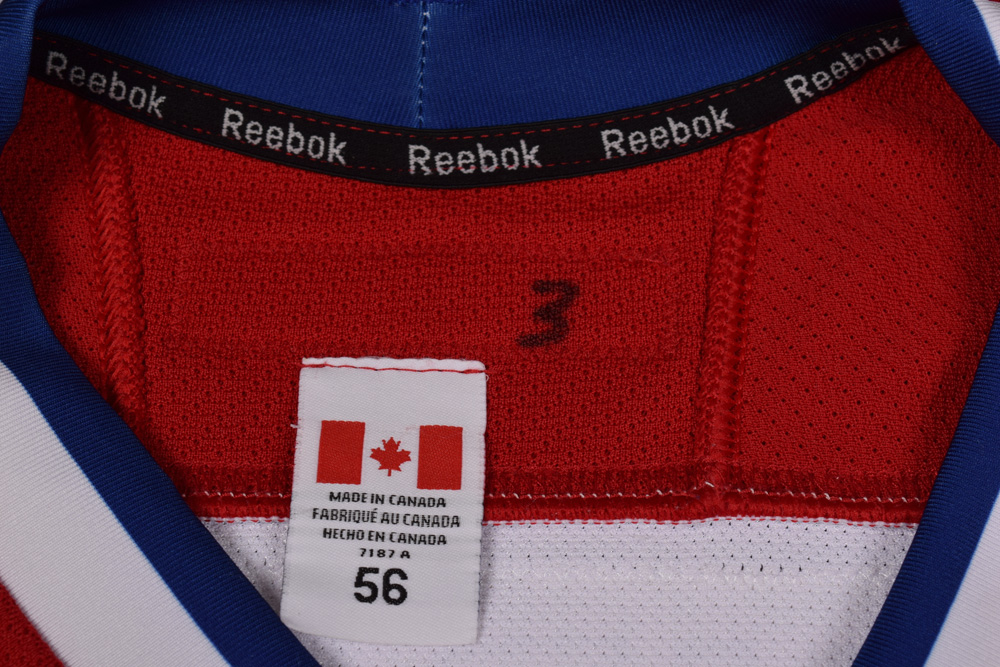 Reebok Reebok Reebok Reebok Reebok
3
MADE IN CANADA
FABRIQUÉ AU CANADA
HECHO EN CANADA
7187 A
56